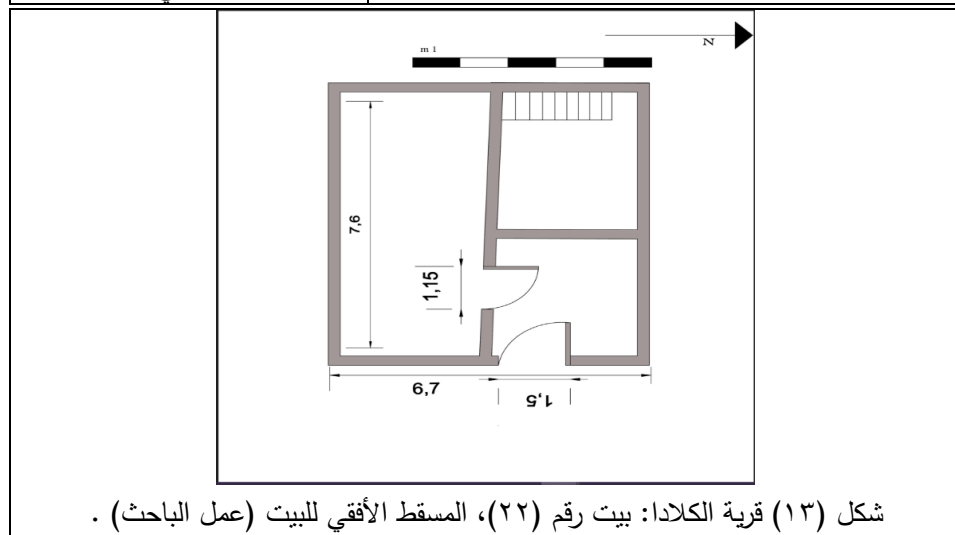 N
m 1
7,6
1,15
6,7
1,5
شكل (١٣) قرية الكلادا: بيت رقم (٢٢)، المسقط الأفقي للبيت (عمل الباحث) .